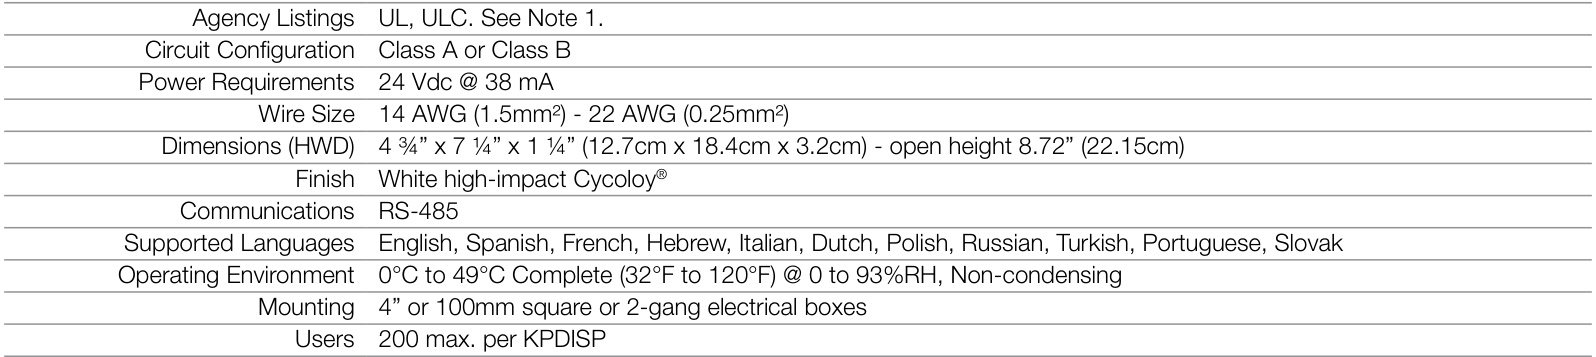 Agency Listings UL, ULC. See Note 1.
Circuit Configuration Class A or Class B
Power Requirements 24 Vdc @ 38 mA
Wire Size 14 AWG (1.5mm²) - 22 AWG (0.25mm²)
Dimensions (HWD) 4 ¾” x 7 ¼” x 1 ¼” (12.7cm x 18.4cm x 3.2cm) - open height 8.72” (22.15cm)
Finish White high-impact Cycoloy®
Communications RS-485
Supported Languages English, Spanish, French, Hebrew, Italian, Dutch, Polish, Russian, Turkish, Portuguese, Slovak
Operating Environment 0°C to 49°C Complete (32°F to 120°F) @ 0 to 93%RH, Non-condensing
Mounting 4” or 100mm square or 2-gang electrical boxes
Users 200 max. per KPDISP